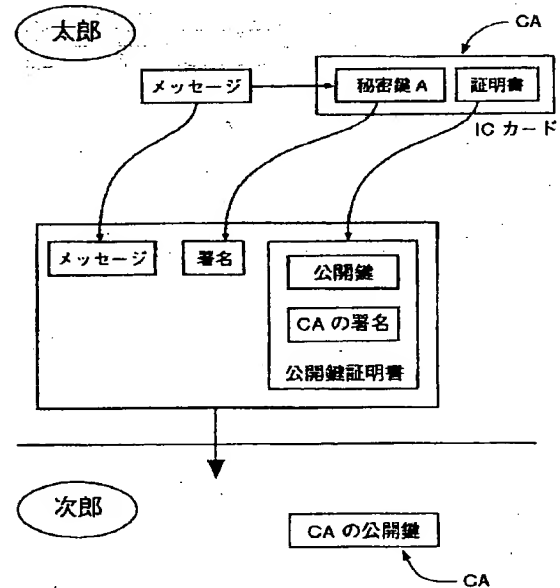 太郎
CA
メッセージ
秘密鍵 A
証明書
IC カード
メッセージ
署名
公開鍵
CA の署名
公開鍵証明書
次郎
CA の公開鍵
CA